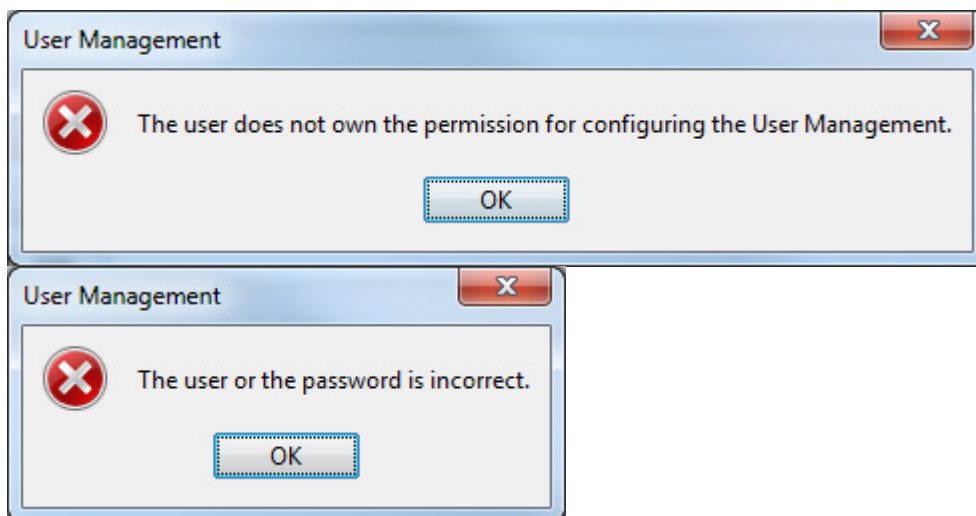 User Management
The user does not own the permission for configuring the User Management.
OK
User Management
The user or the password is incorrect.
OK